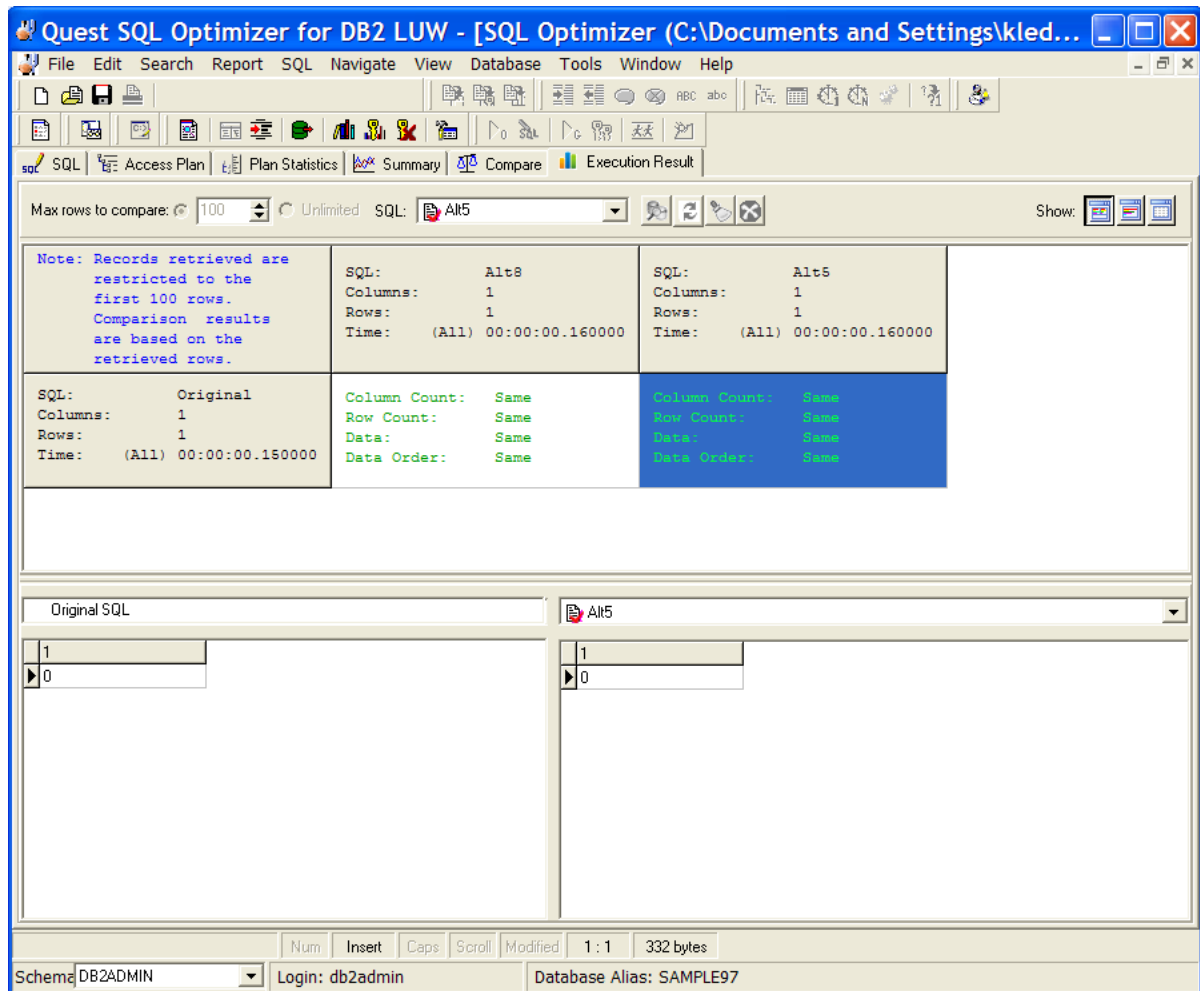 Quest SQL Optimizer for DB2 LUW - [SQL Optimizer (C:\Documents and Settings\kled...
File Edit Search Report SQL Navigate View Database Tools Window Help
ABC abc
SQL Access Plan Plan Statistics Summary Compare Execution Result
Max rows to compare: 100 Unlimited SQL: Alt5 Show:
Note: Records retrieved are
restricted to the
first 100 rows.
Comparison results
are based on the
retrieved rows.
SQL: Alt8
Columns: 1
Rows: 1
Time: (All) 00:00:00.160000
SQL: Alt5
Columns: 1
Rows: 1
Time: (All) 00:00:00.160000
SQL: Original
Columns: 1
Rows: 1
Time: (All) 00:00:00.150000
Column Count: Same
Row Count: Same
Data: Same
Data Order: Same
Column Count: Same
Row Count: Same
Data: Same
Data Order: Same
Original SQL
Alt5
1
0
1
0
Num Insert Caps Scroll Modified 1 : 1 332 bytes
Schema DB2ADMIN Login: db2admin Database Alias: SAMPLE97